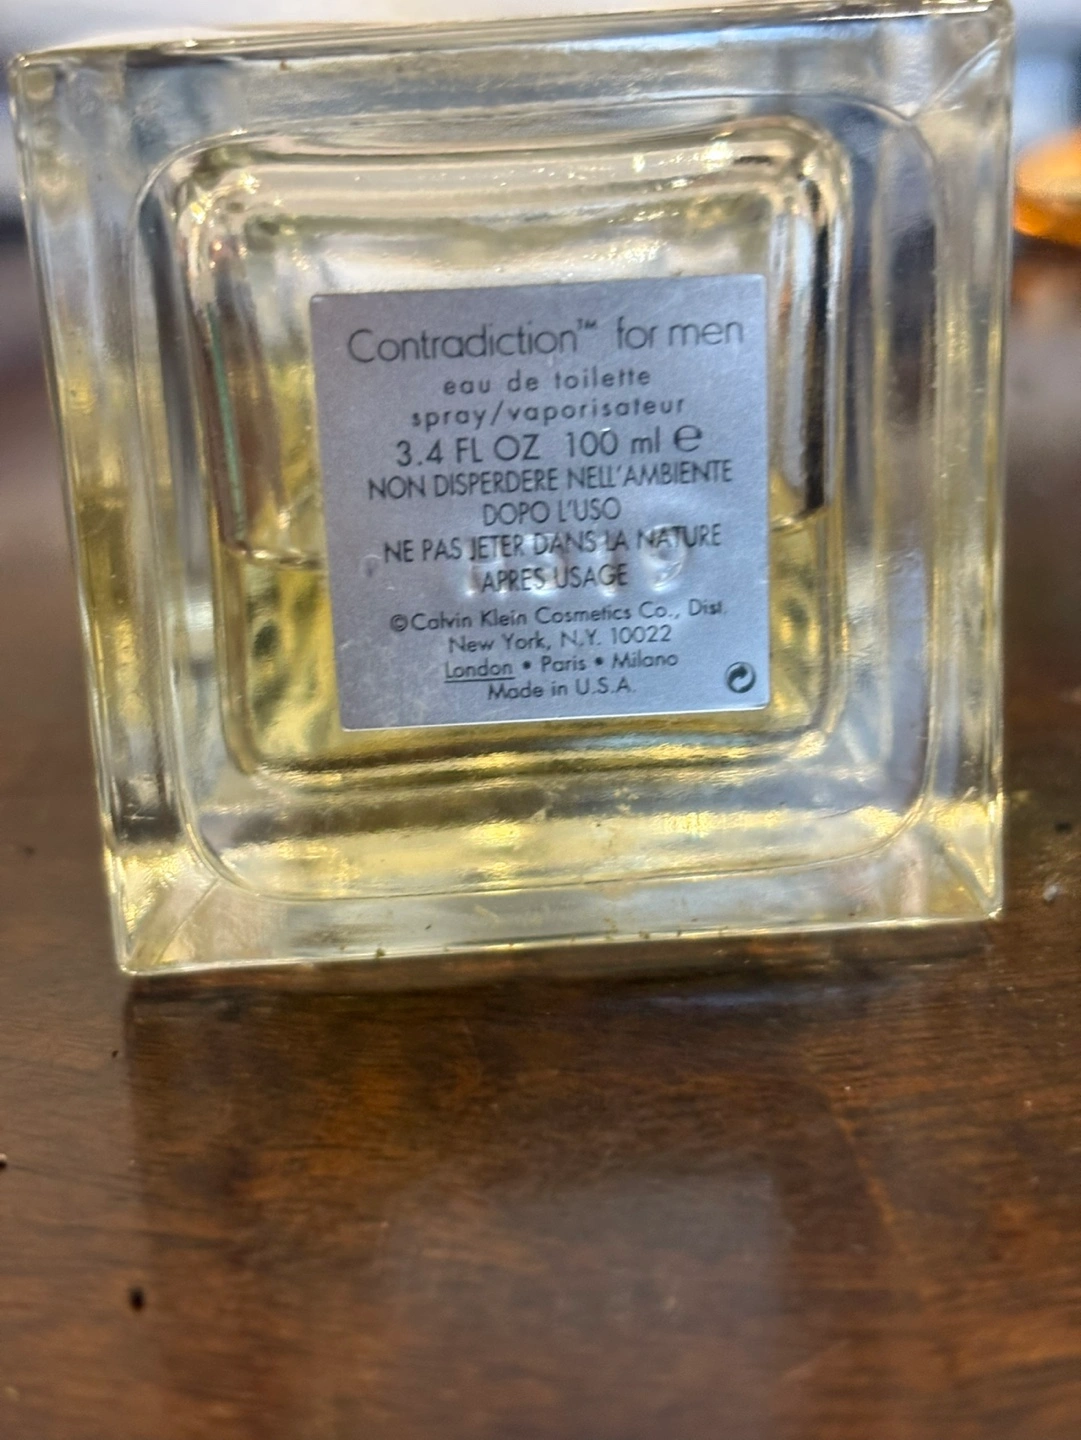 Contradiction™ for men
eau de toilette
spray/vaporisateur
3.4 FL OZ 100 ml ℮
NON DISPERDERE NELL'AMBIENTE
DOPO L'USO
NE PAS JETER DANS LA NATURE
APRES USAGE
©Calvin Klein Cosmetics Co., Dist.
New York, N.Y. 10022
London • Paris • Milano
Made in U.S.A.